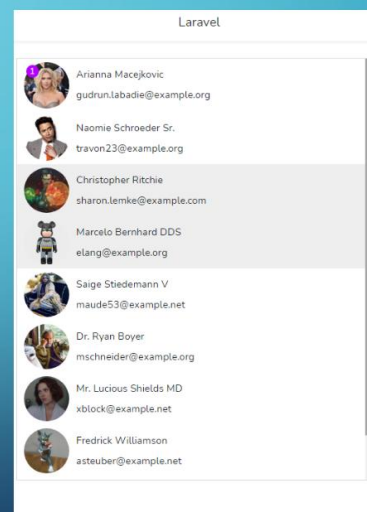 Laravel
1
Arianna Macejkovic
gudrun.labadie@example.org
Naomie Schroeder Sr.
travon23@example.org
Christopher Ritchie
sharon.lemke@example.com
Marcelo Bernhard DDS
elang@example.org
Saige Stiedemann V
maude53@example.net
Dr. Ryan Boyer
mschneider@example.org
Mr. Lucious Shields MD
xblock@example.net
Fredrick Williamson
asteuber@example.net